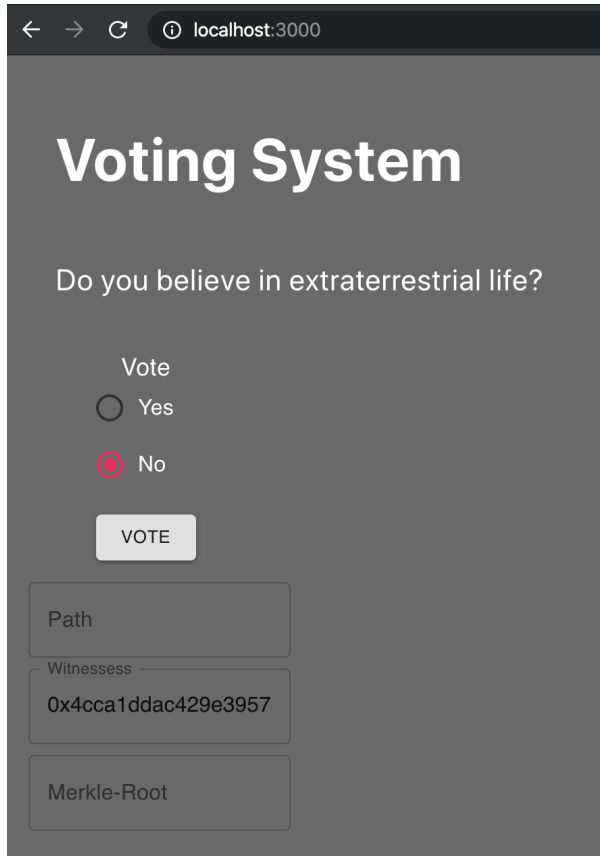 localhost:3000
Voting System
Do you believe in extraterrestrial life?
Vote
Yes
No
VOTE
Path
Witnessess
0x4cca1ddac429e3957
Merkle-Root